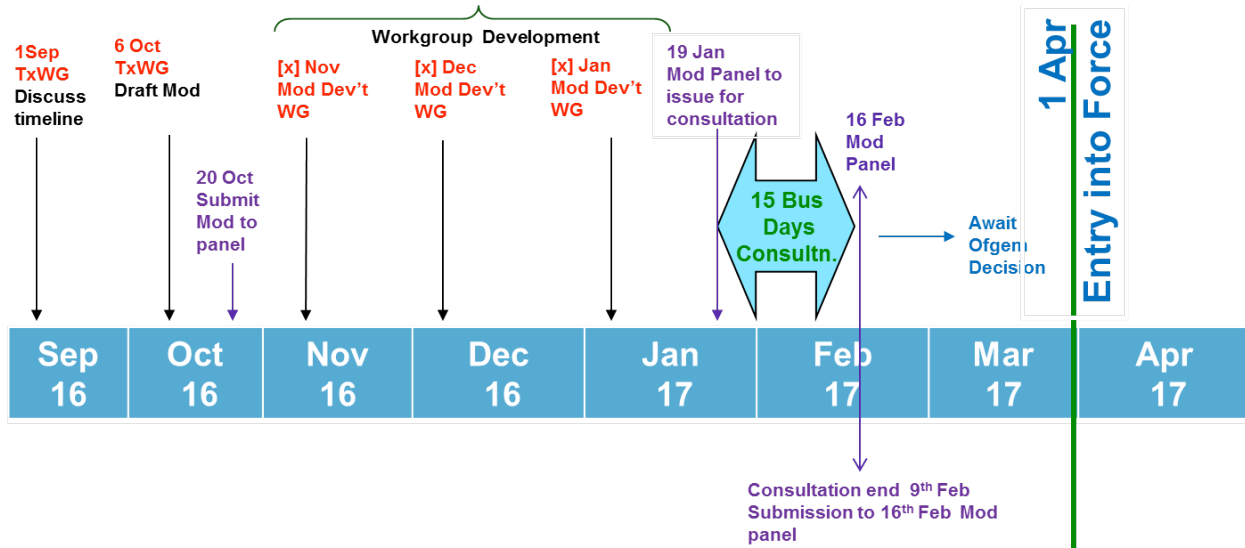 1Sep
TxWG
Discuss
timeline
6 Oct
TxWG
Draft Mod
20 Oct
Submit
Mod to
panel
Workgroup Development
[x] Nov
Mod Dev't
WG
[x] Dec
Mod Dev't
WG
[x] Jan
Mod Dev't
WG
19 Jan
Mod Panel to
issue for
consultation
15 Bus
Days
Consultn.
16 Feb
Mod
Panel
Await
Ofgem
Decision
1 Apr
Entry into Force
Sep
16
Oct
16
Nov
16
Dec
16
Jan
17
Feb
17
Mar
17
Apr
17
Consultation end 9th Feb
Submission to 16th Feb Mod
panel